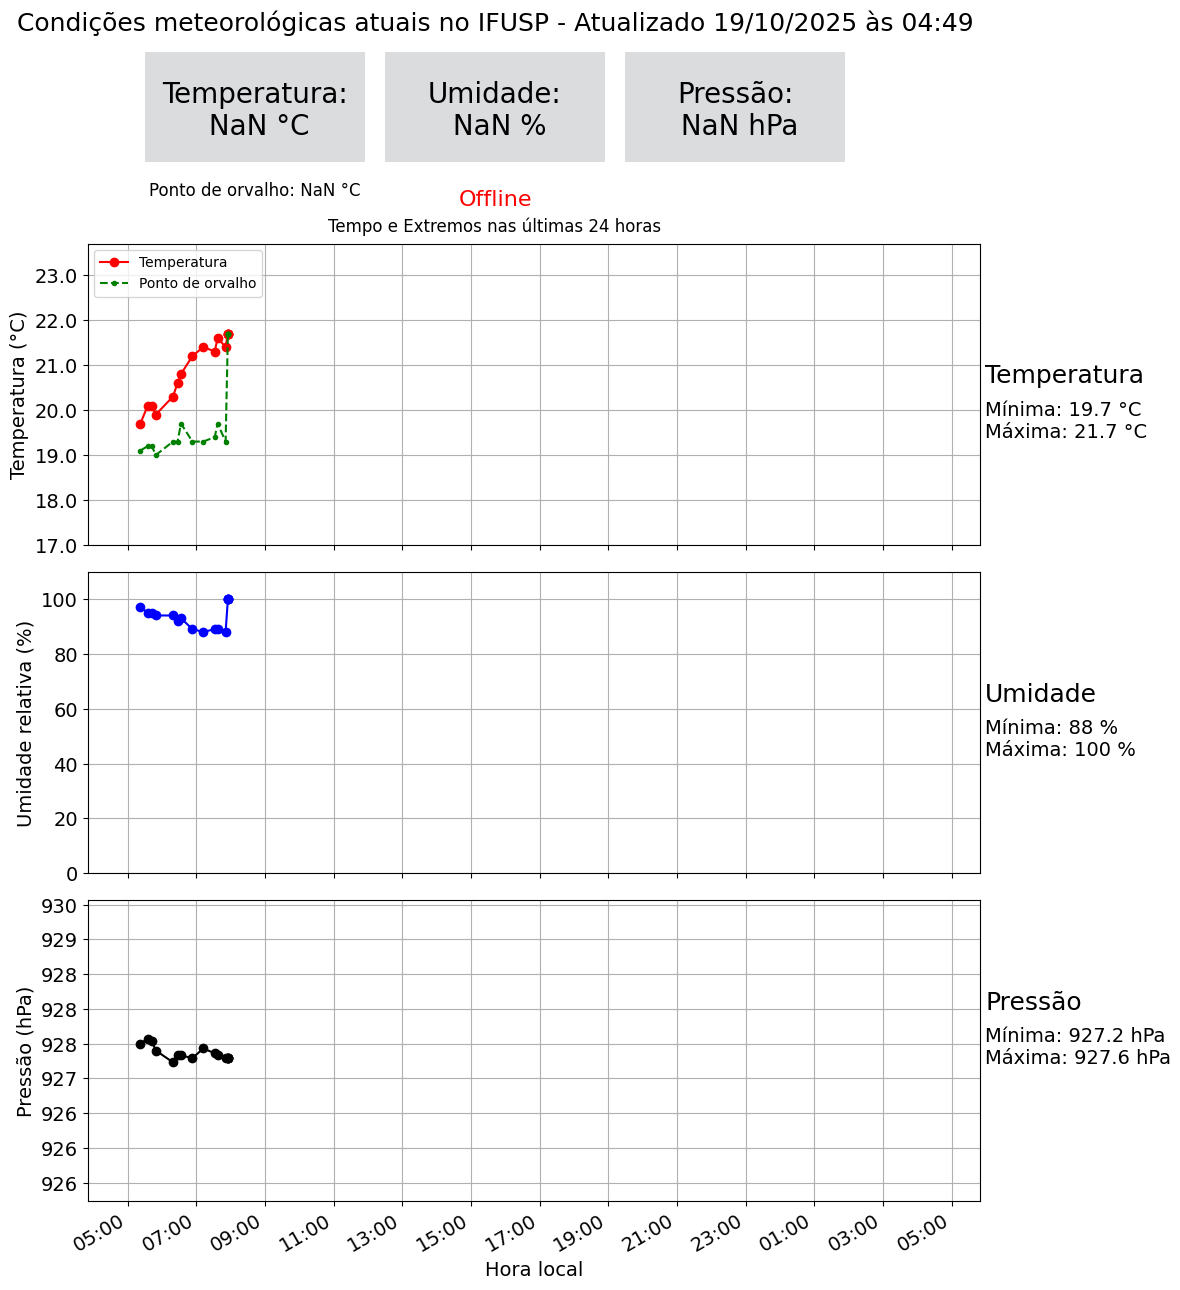 Condições meteorológicas atuais no IFUSP - Atualizado 19/10/2025 às 04:49
Temperatura:
NaN °C
Umidade:
NaN %
Pressão:
NaN hPa
Ponto de orvalho: NaN °C
Offline
Tempo e Extremos nas últimas 24 horas
Temperatura
Ponto de orvalho
Temperatura (°C)
23.0
22.0
21.0
20.0
19.0
18.0
17.0
Temperatura
Mínima: 19.7 °C
Máxima: 21.7 °C
Umidade relativa (%)
100
80
60
40
20
0
Umidade
Mínima: 88 %
Máxima: 100 %
Pressão (hPa)
930
929
928
928
928
927
926
926
926
Pressão
Mínima: 927.2 hPa
Máxima: 927.6 hPa
05:00
07:00
09:00
11:00
13:00
15:00
17:00
19:00
21:00
23:00
01:00
03:00
05:00
Hora local